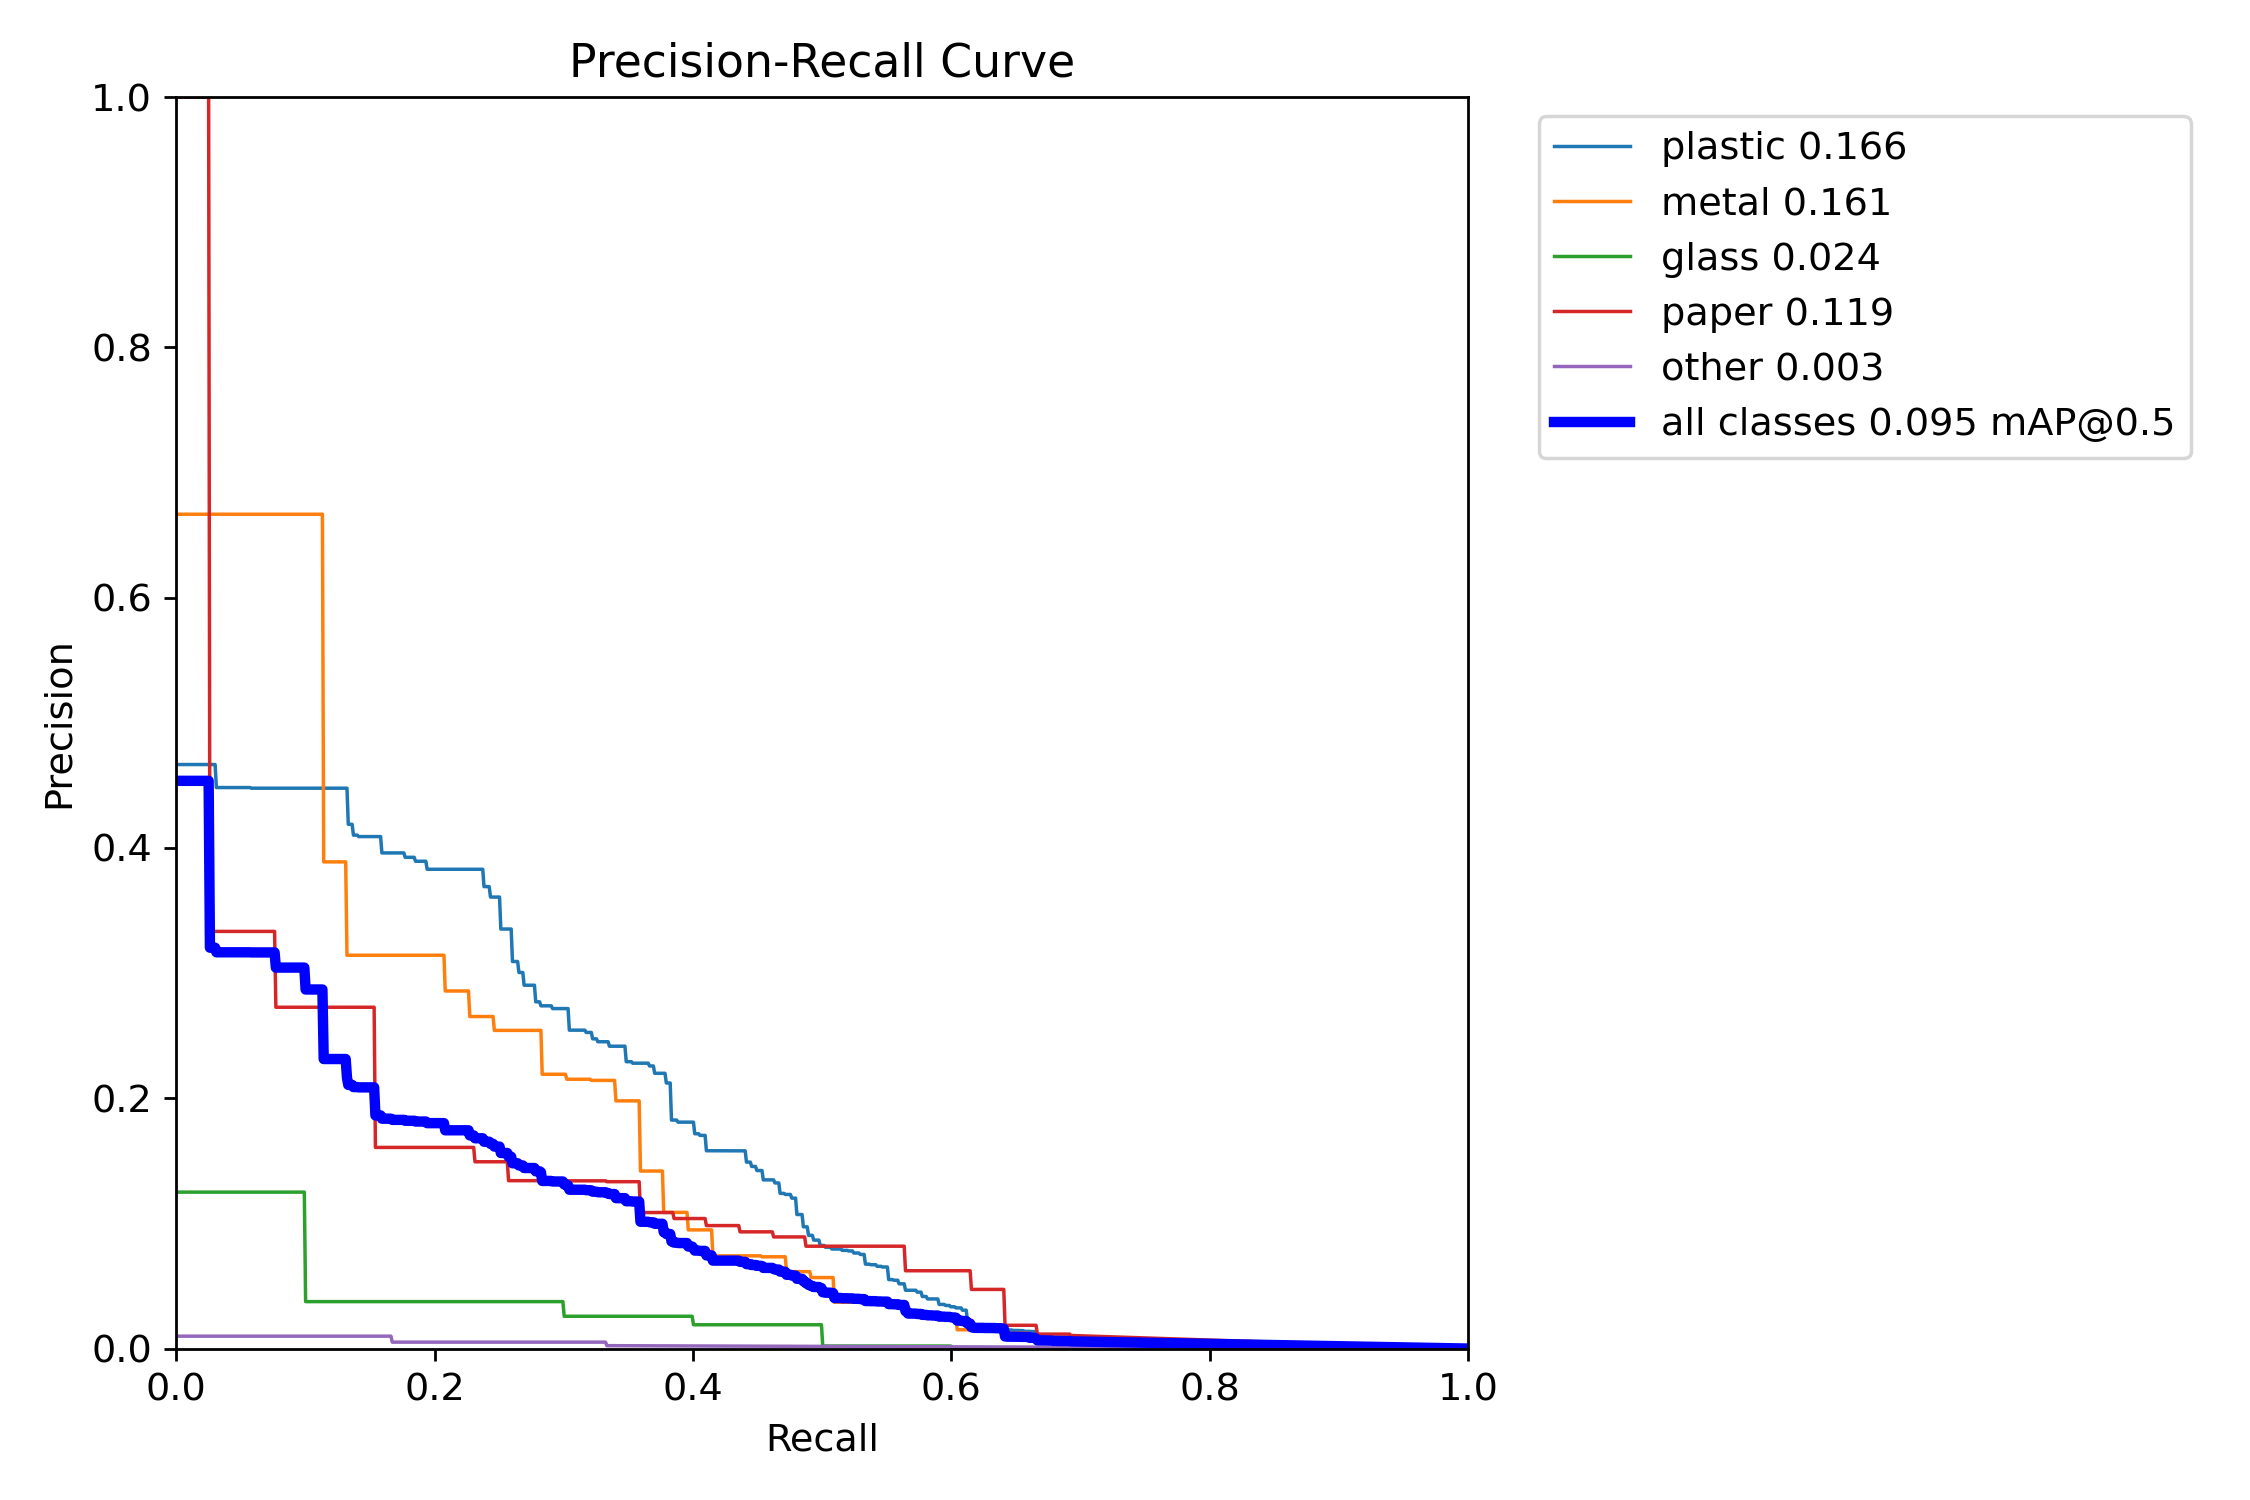 Precision-Recall Curve
1.0
0.8
0.6
0.4
0.2
0.0
Precision
0.0 0.2 0.4 0.6 0.8 1.0
Recall
plastic 0.166
metal 0.161
glass 0.024
paper 0.119
other 0.003
all classes 0.095 mAP@0.5